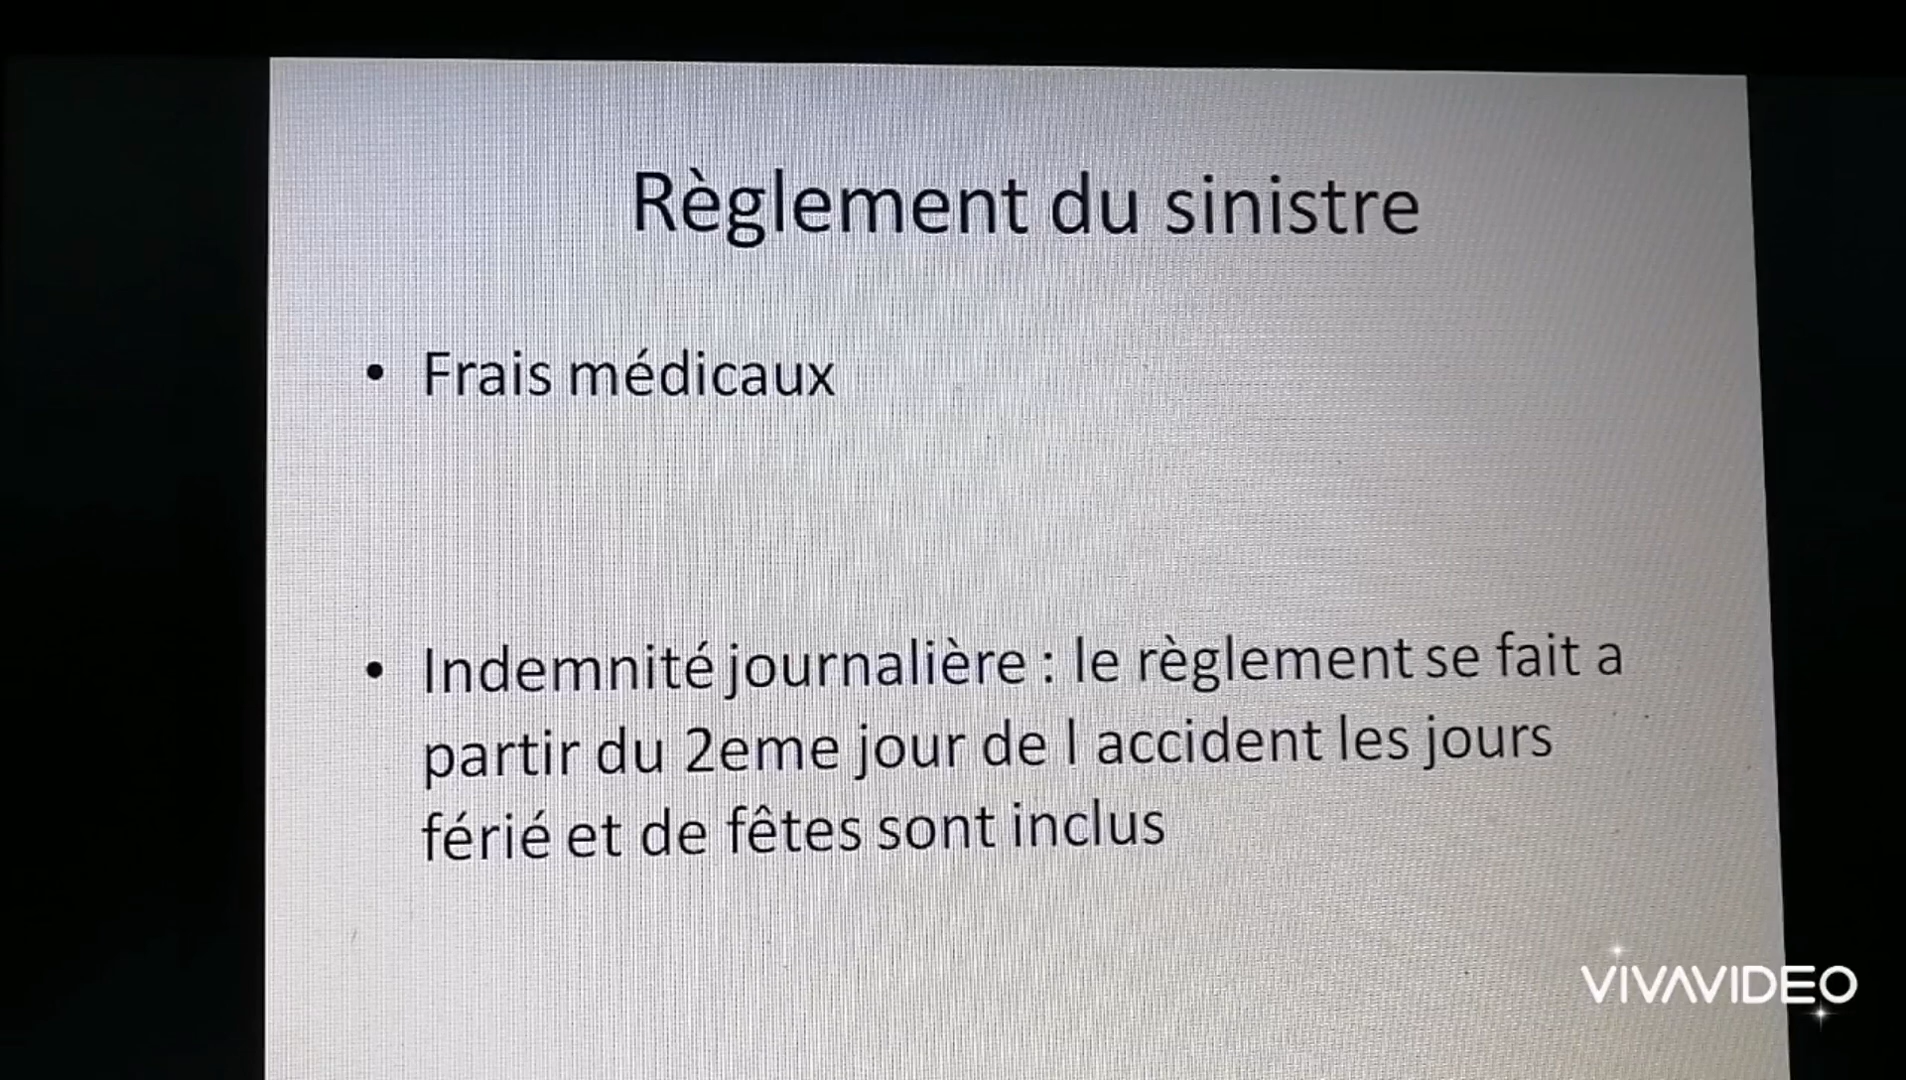 Règlement du sinistre
• Frais médicaux
• Indemnité journalière : le règlement se fait a
partir du 2eme jour de l accident les jours
férié et de fêtes sont inclus
VIVAVIDEO